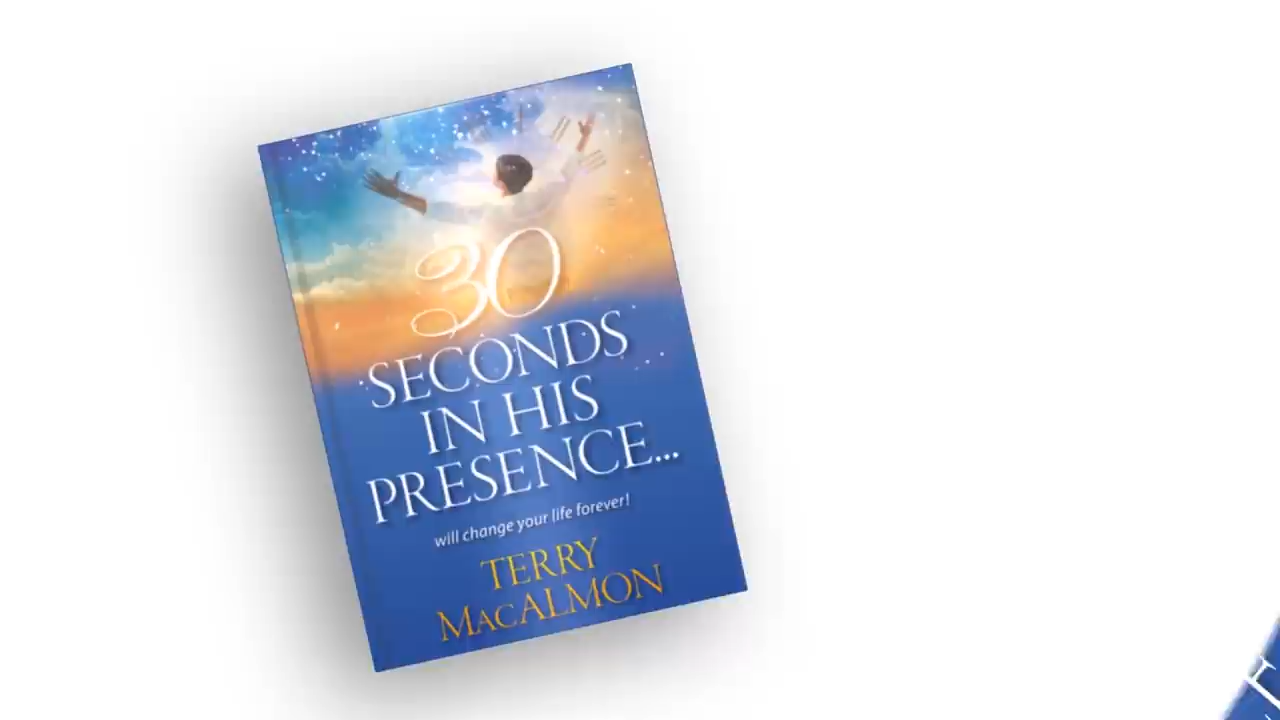 30
SECONDS
IN HIS
PRESENCE...
will change your life forever!
TERRY
MACALMON